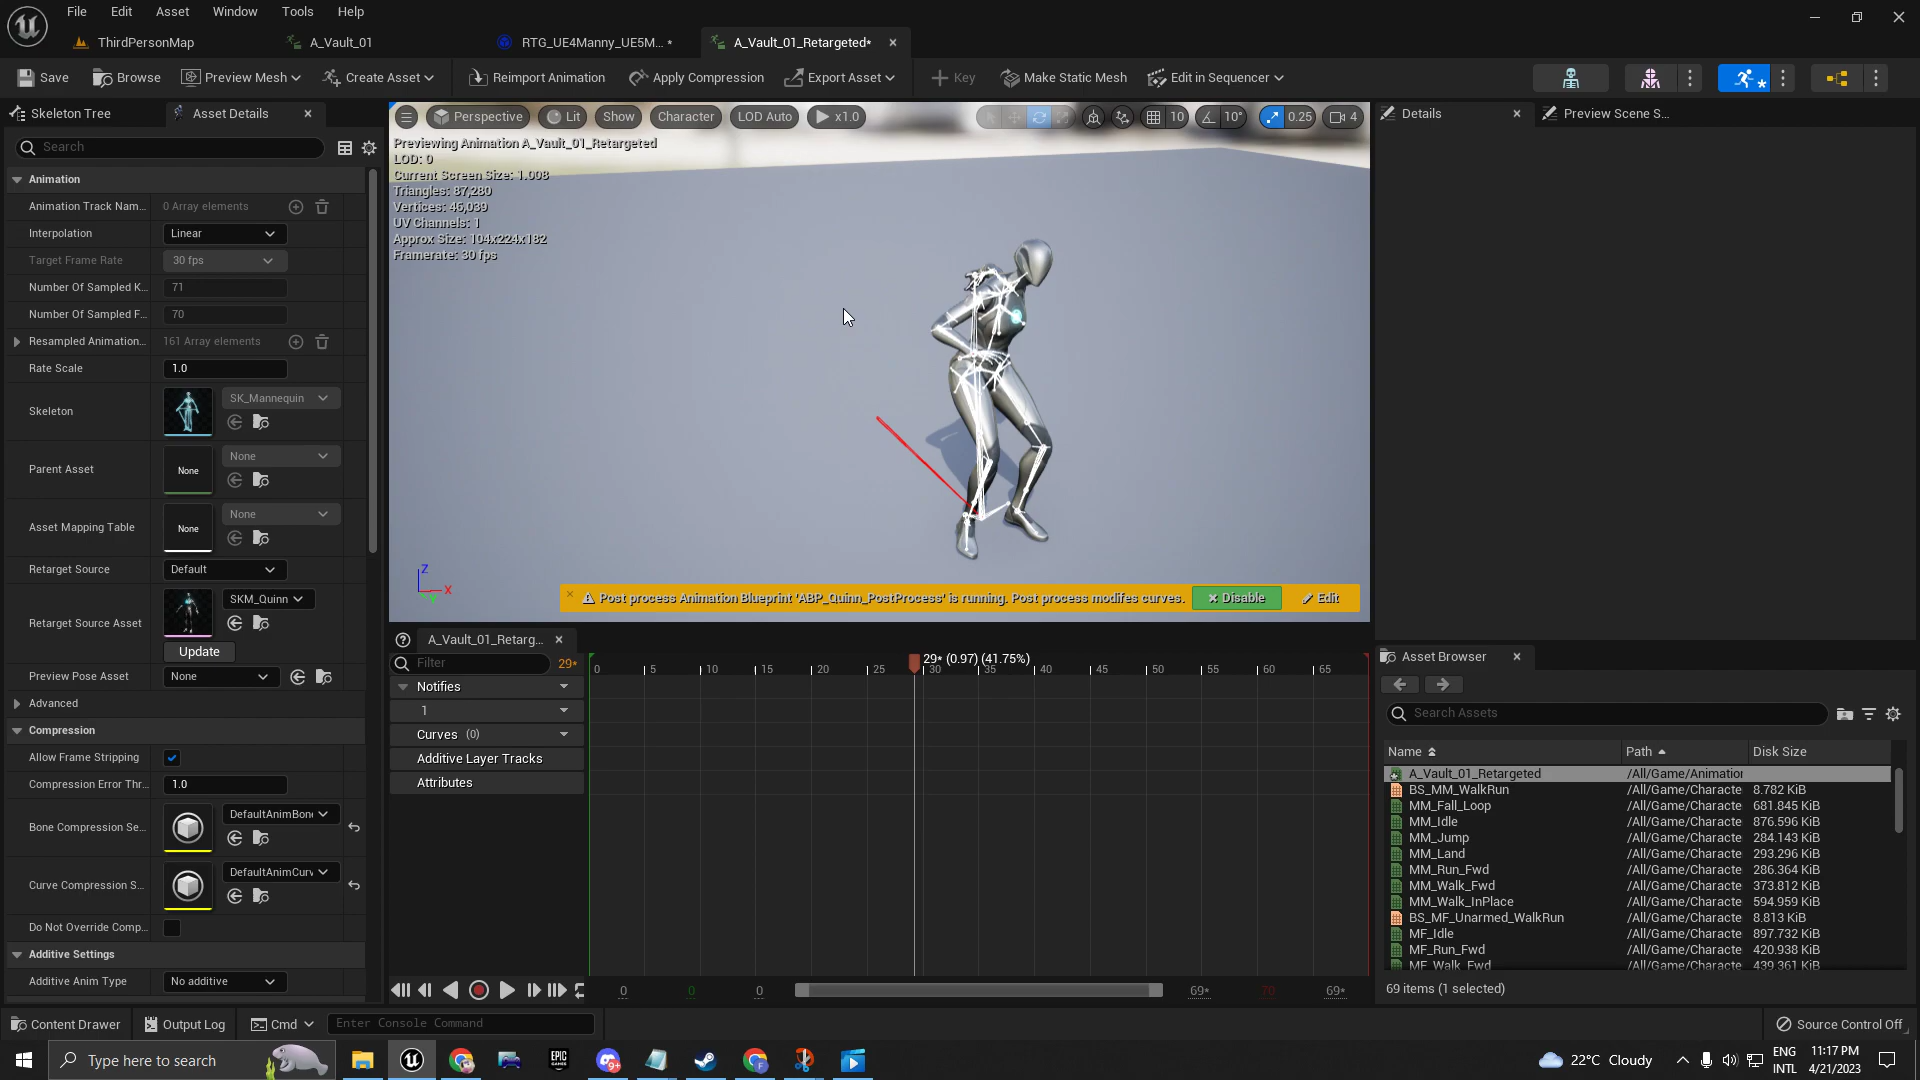 File Edit Asset Window Tools Help
ThirdPersonMap A_Vault_01 RTG_UE4Manny_UE5M... * A_Vault_01_Retargeted*
Save Browse Preview Mesh Create Asset Reimport Animation Apply Compression Export Asset Key Make Static Mesh Edit in Sequencer
Skeleton Tree Asset Details
Search
Animation
Animation Track Nam... 0 Array elements
Interpolation Linear
Target Frame Rate 30 fps
Number Of Sampled K... 71
Number Of Sampled F... 70
Resampled Animation... 161 Array elements
Rate Scale 1.0
Skeleton SK_Mannequin
Parent Asset None None
Asset Mapping Table None None
Retarget Source Default
Retarget Source Asset SKM_Quinn
Update
Preview Pose Asset None
Advanced
Compression
Allow Frame Stripping
Compression Error Thr... 1.0
Bone Compression Se... DefaultAnimBon
Curve Compression S... DefaultAnimCur
Do Not Override Comp...
Additive Settings
Additive Anim Type No additive
Perspective Lit Show Character LOD Auto x1.0 10 10° 0.25 4
Previewing Animation A_Vault_01_Retargeted
LOD: 0
Current Screen Size: 1.008
Triangles: 87,280
Vertices: 46,039
UV Channels: 1
Approx Size: 104x224x182
Framerate: 30 fps
Z
X
Post process Animation Blueprint 'ABP_Quinn_PostProcess' is running. Post process modifes curves. Disable Edit
A_Vault_01_Retarg...
Filter 29*
29* (0.97) (41.75%)
0 5 10 15 20 25 30 35 40 45 50 55 60 65
Notifies
1
Curves (0)
Additive Layer Tracks
Attributes
0 0 0 69* 70 69*
Details Preview Scene S...
Asset Browser
Search Assets
Name Path Disk Size
A_Vault_01_Retargeted /All/Game/Animation
BS_MM_WalkRun /All/Game/Characte 8.782 KiB
MM_Fall_Loop /All/Game/Characte 681.845 KiB
MM_Idle /All/Game/Characte 876.596 KiB
MM_Jump /All/Game/Characte 284.143 KiB
MM_Land /All/Game/Characte 293.296 KiB
MM_Run_Fwd /All/Game/Characte 286.364 KiB
MM_Walk_Fwd /All/Game/Characte 373.812 KiB
MM_Walk_InPlace /All/Game/Characte 594.959 KiB
BS_MF_Unarmed_WalkRun /All/Game/Characte 8.813 KiB
MF_Idle /All/Game/Characte 897.732 KiB
MF_Run_Fwd /All/Game/Characte 420.938 KiB
MF_Walk_Fwd /All/Game/Characte 439.361 KiB
69 items (1 selected)
Content Drawer Output Log Cmd Enter Console Command Source Control Off
Type here to search
EPIC GAMES
9+
22°C Cloudy
ENG
INTL
11:17 PM
4/21/2023